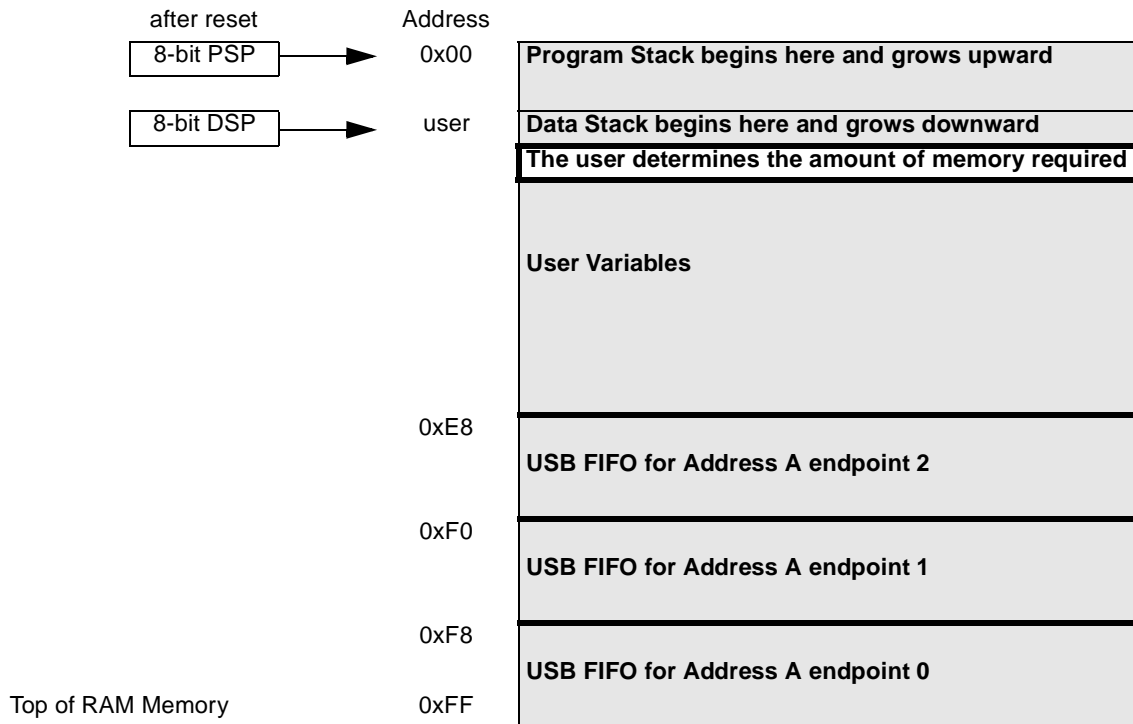 after reset Address
8-bit PSP 0x00 Program Stack begins here and grows upward
8-bit DSP user Data Stack begins here and grows downward
The user determines the amount of memory required
User Variables
0xE8
USB FIFO for Address A endpoint 2
0xF0
USB FIFO for Address A endpoint 1
0xF8
USB FIFO for Address A endpoint 0
Top of RAM Memory 0xFF